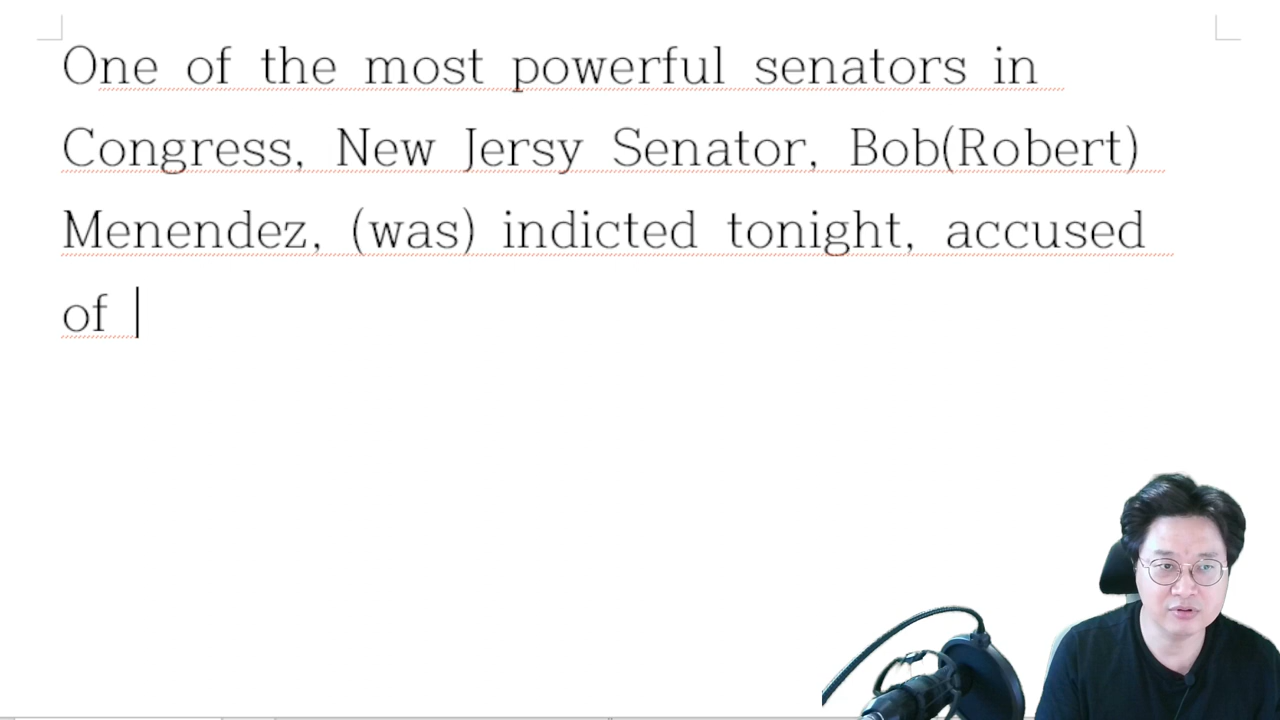 One of the most powerful senators in
Congress, New Jersy Senator, Bob(Robert)
Menendez, (was) indicted tonight, accused
of